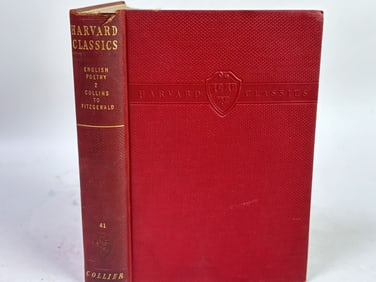 HARVARD
CLASSICS
ENGLISH
POETRY
2
COLLINS
TO
FITZGERALD
41
COLLIER
HARVARD CLASSICS